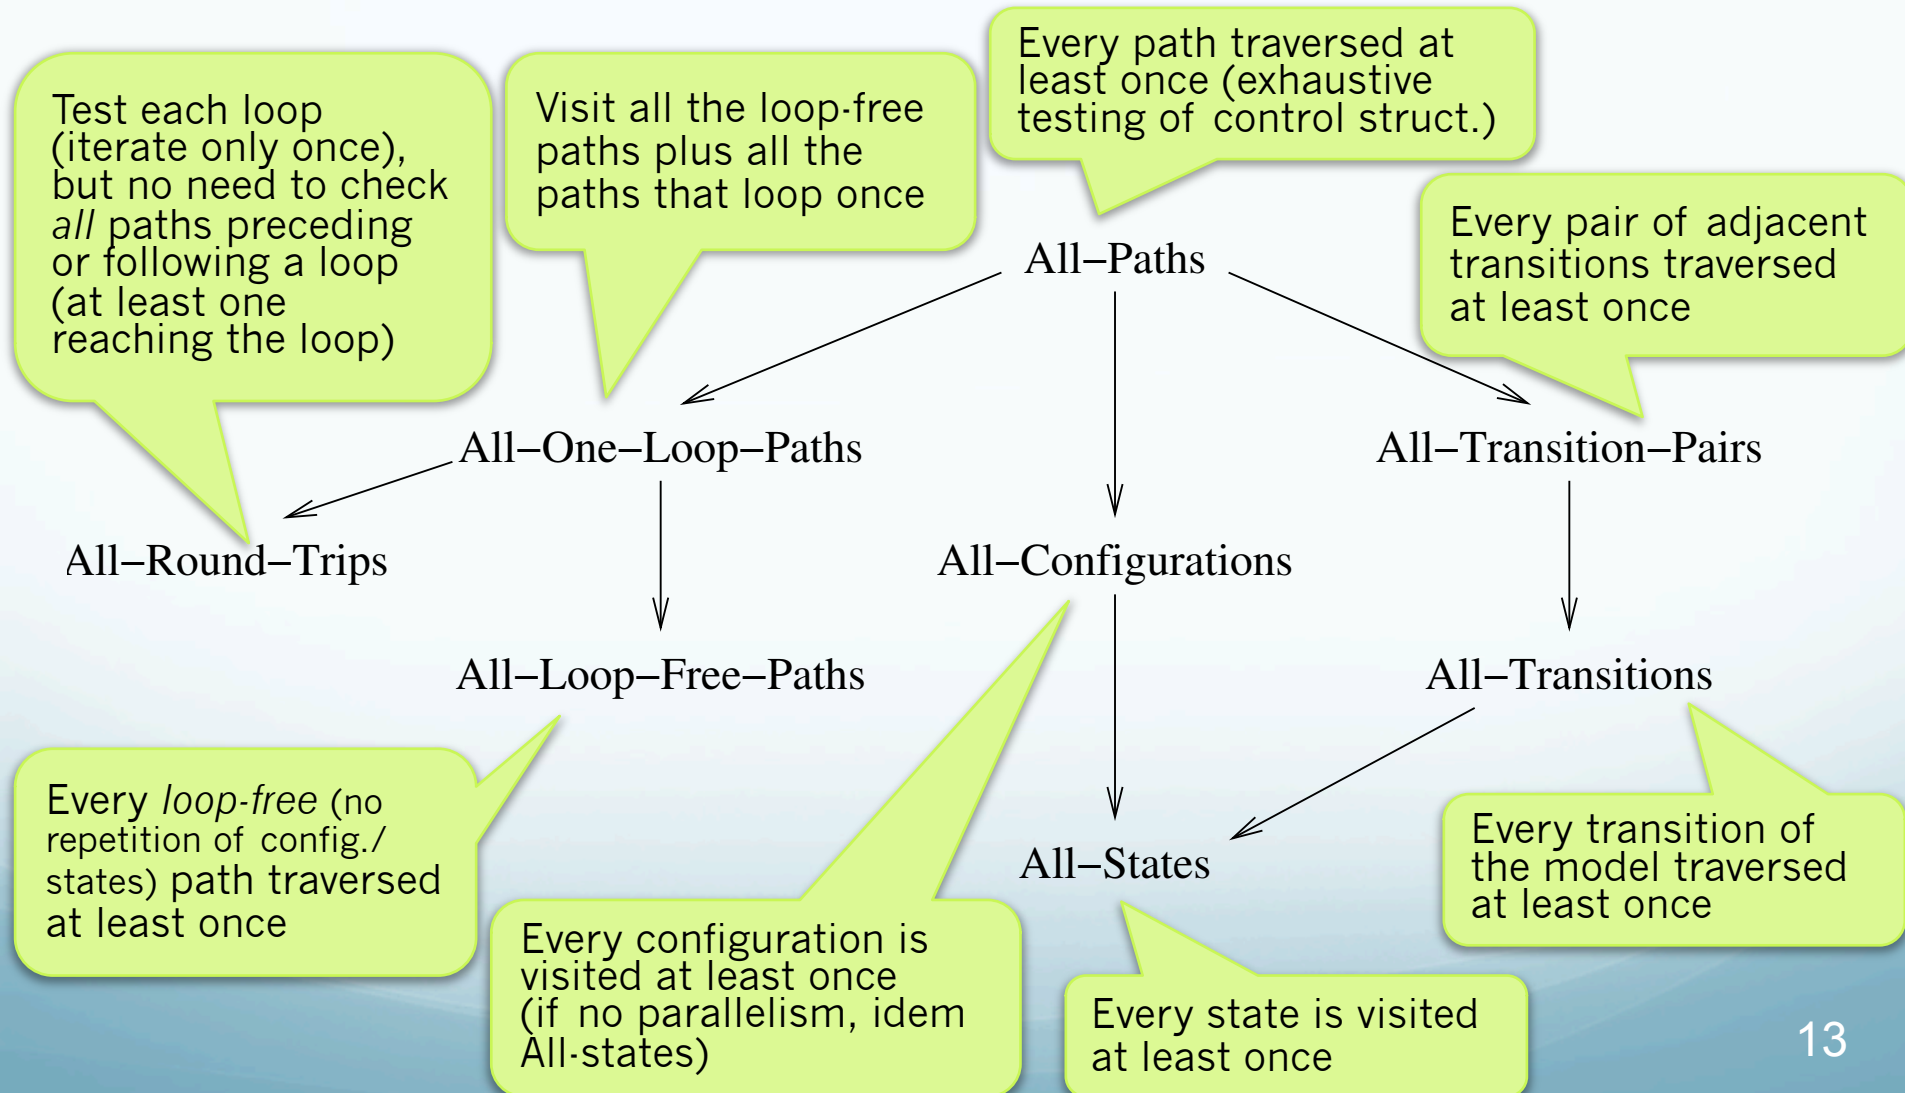 Every path traversed at
least once (exhaustive
testing of control struct.)
Test each loop
(iterate only once),
but no need to check
all paths preceding
or following a loop
(at least one
reaching the loop)
Visit all the loop-free
paths plus all the
paths that loop once
Every pair of adjacent
transitions traversed
at least once
All–Paths
All–One–Loop–Paths
All–Transition–Pairs
All–Round–Trips
All–Configurations
All–Loop–Free–Paths
All–Transitions
Every loop-free (no
repetition of config./
states) path traversed
at least once
Every transition of
the model traversed
at least once
All–States
Every configuration is
visited at least once
(if no parallelism, idem
All-states)
Every state is visited
at least once
13